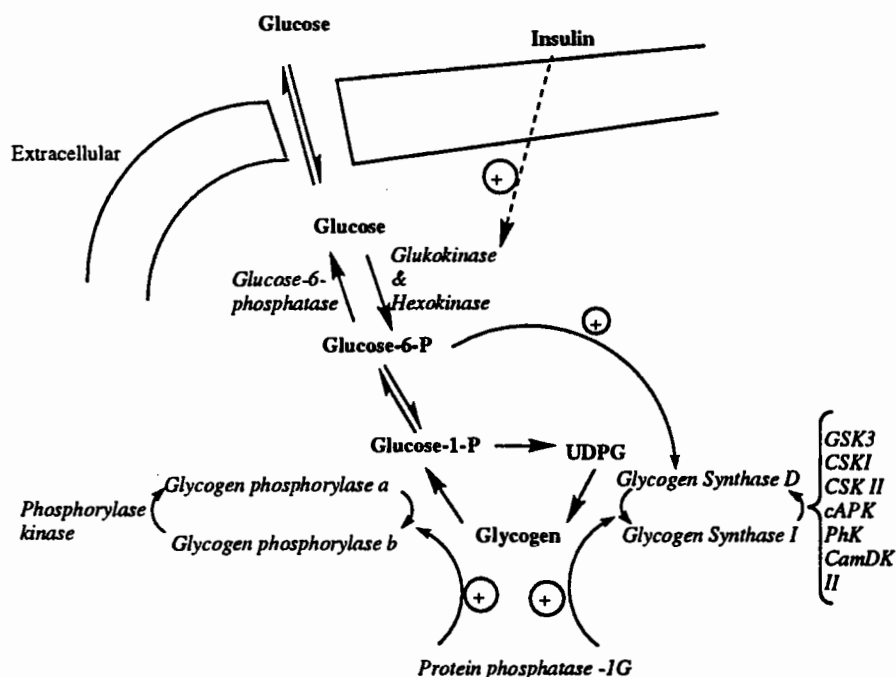 Glucose
Insulin
Extracellular
+
Glucose
Glukokinase
&
Hexokinase
Glucose-6-
phosphatase
+
Glucose-6-P
Glucose-1-P
UDPG
GSK3
CSKI
CSK II
cAPK
PhK
CamDK
II
Glycogen phosphorylase a
Glycogen Synthase D
Phosphorylase
kinase
Glycogen phosphorylase b
Glycogen
Glycogen Synthase I
+
+
Protein phosphatase -1G